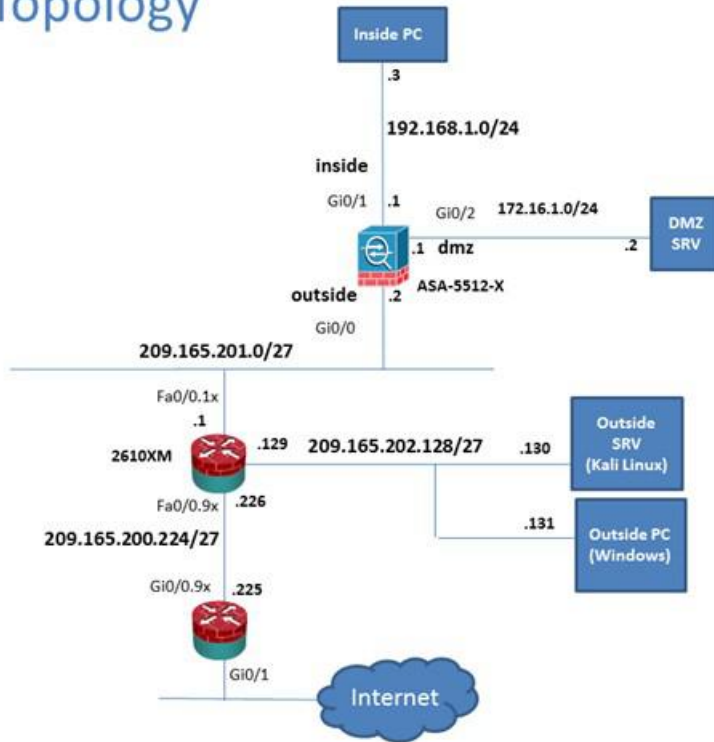 Topology
Inside PC
.3
192.168.1.0/24
inside
Gi0/1
.1
Gi0/2
172.16.1.0/24
DMZ
SRV
.1
dmz
.2
ASA-5512-X
outside
.2
Gi0/0
209.165.201.0/27
Fa0/0.1x
.1
2610XM
.129
209.165.202.128/27
.130
Outside
SRV
(Kali Linux)
Fa0/0.9x
.226
209.165.200.224/27
.131
Outside PC
(Windows)
Gi0/0.9x
.225
Gi0/1
Internet